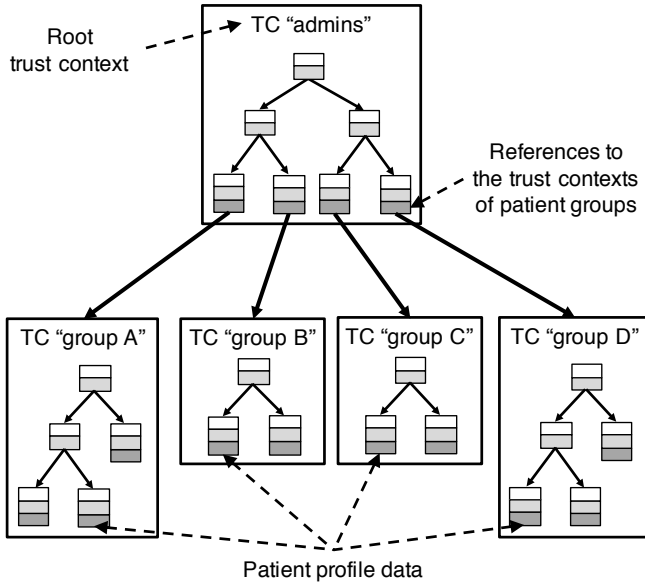 Root
trust context
TC “admins”
References to
the trust contexts
of patient groups
TC “group A”
TC “group B”
TC “group C”
TC “group D”
Patient profile data